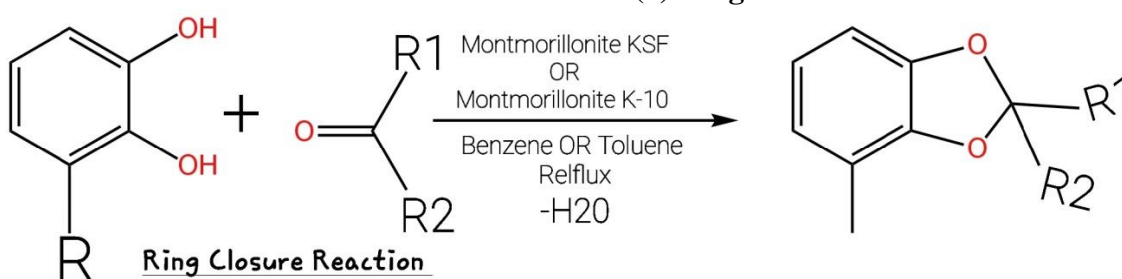 OH
OH
R
+
O
R1
R2
Montmorillonite KSF
OR
Montmorillonite K-10
Benzene OR Toluene
Relflux
-H20
O
O
R1
R2
Ring Closure Reaction